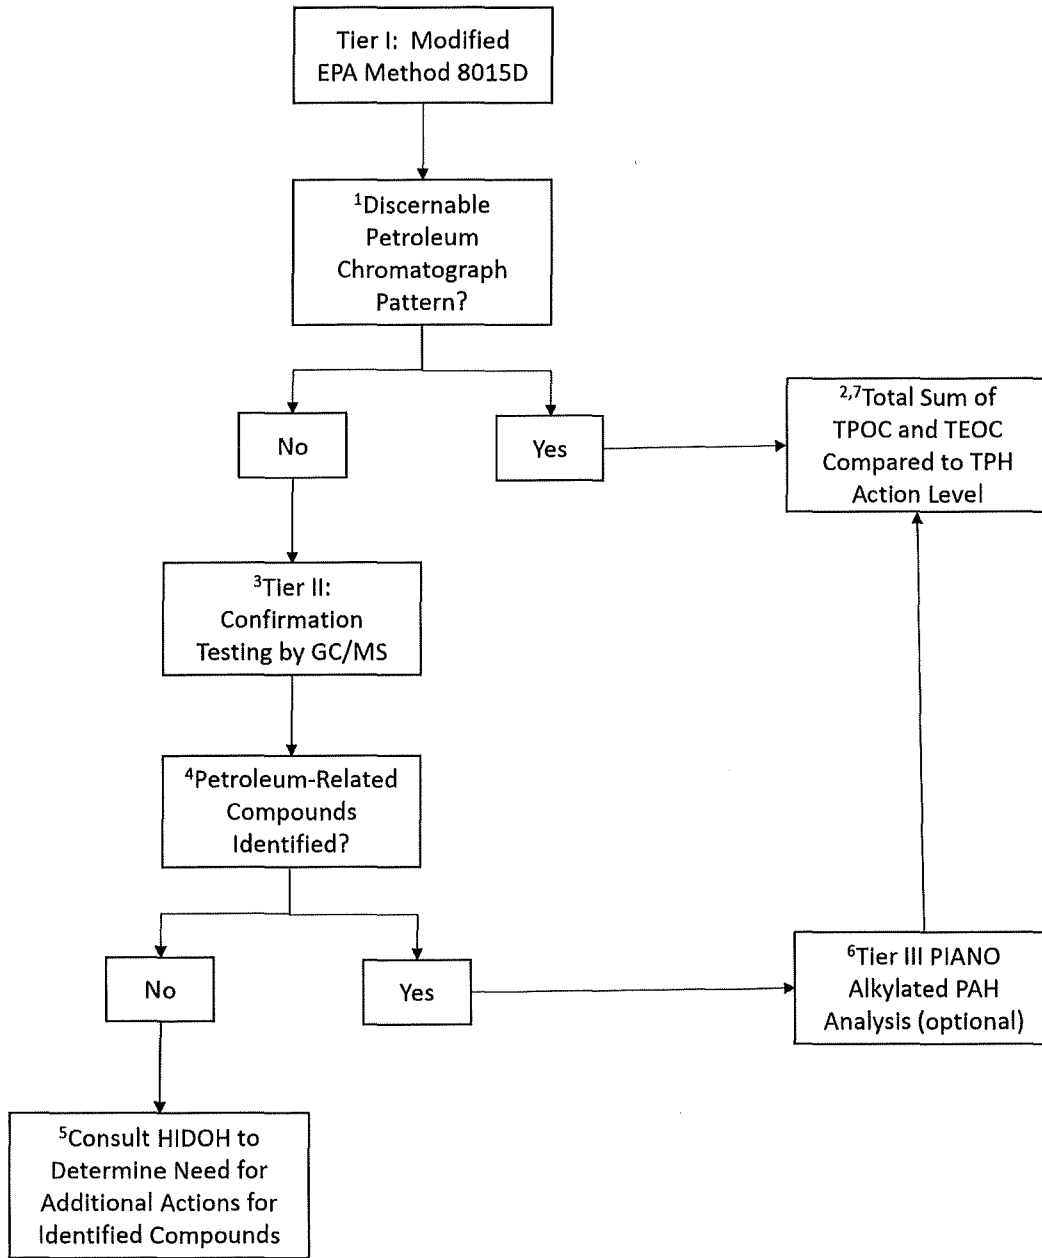 Tier I: Modified
EPA Method 8015D
¹Discernable
Petroleum
Chromatograph
Pattern?
No
Yes
²,⁷Total Sum of
TPOC and TEOC
Compared to TPH
Action Level
³Tier II:
Confirmation
Testing by GC/MS
⁴Petroleum-Related
Compounds
Identified?
No
Yes
⁶Tier III PIANO
Alkylated PAH
Analysis (optional)
⁵Consult HIDOH to
Determine Need for
Additional Actions for
Identified Compounds